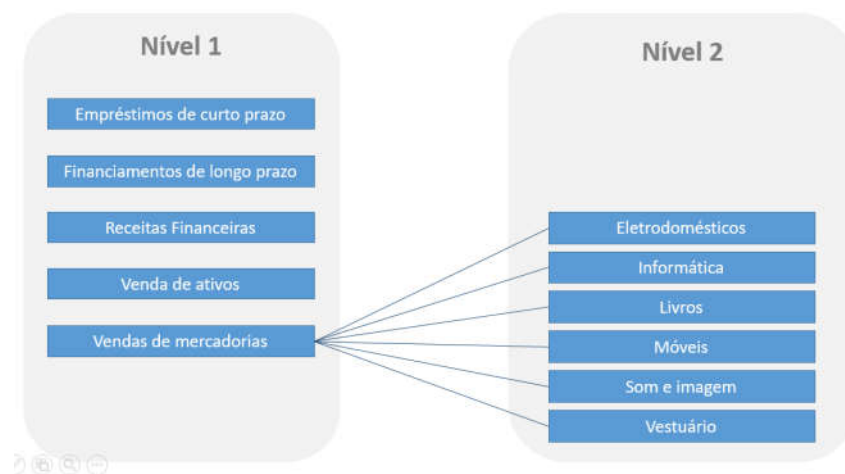 Nível 1
Empréstimos de curto prazo
Financiamentos de longo prazo
Receitas Financeiras
Venda de ativos
Vendas de mercadorias
Nível 2
Eletrodomésticos
Informática
Livros
Móveis
Som e imagem
Vestuário